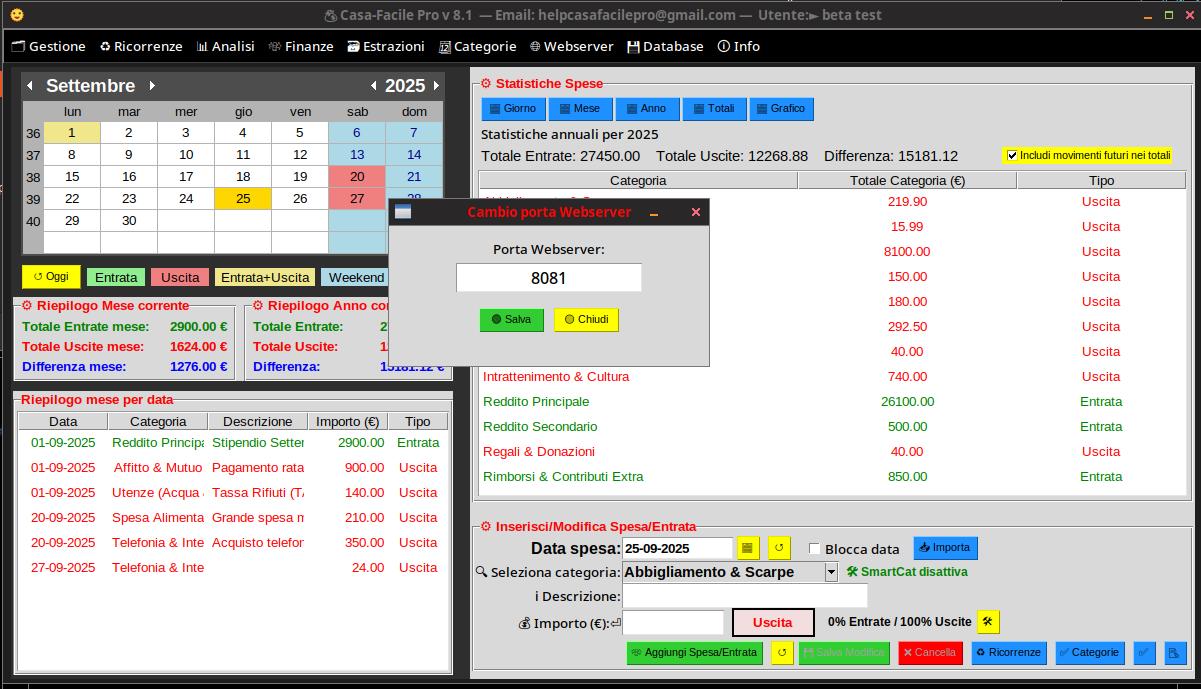 Casa-Facile Pro v 8.1 — Email: helpcasafacilepro@gmail.com — Utente:► beta test
Gestione Ricorrenze Analisi Finanze Estrazioni Categorie Webserver Database Info
Settembre 2025
lun mar mer gio ven sab dom
36 1 2 3 4 5 6 7
37 8 9 10 11 12 13 14
38 15 16 17 18 19 20 21
39 22 23 24 25 26 27 28
40 29 30
Oggi Entrata Uscita Entrata+Uscita Weekend
Riepilogo Mese corrente
Totale Entrate mese: 2900.00 €
Totale Uscite mese: 1624.00 €
Differenza mese: 1276.00 €
Riepilogo Anno
Totale Entrate:
Totale Uscite:
Differenza: 15181.12 €
Riepilogo mese per data
Data Categoria Descrizione Importo (€) Tipo
01-09-2025 Reddito Principa Stipendio Setter 2900.00 Entrata
01-09-2025 Affitto & Mutuo Pagamento rata 900.00 Uscita
01-09-2025 Utenze (Acqua Tassa Rifiuti (T 140.00 Uscita
20-09-2025 Spesa Alimenta Grande spesa m 210.00 Uscita
20-09-2025 Telefonia & Inte Acquisto telefor 350.00 Uscita
27-09-2025 Telefonia & Inte 24.00 Uscita
Cambio porta Webserver
Porta Webserver:
8081
Salva Chiudi
Statistiche Spese
Giorno Mese Anno Totali Grafico
Statistiche annuali per 2025
Totale Entrate: 27450.00 Totale Uscite: 12268.88 Differenza: 15181.12
Includi movimenti futuri nei totali
Categoria Totale Categoria (€) Tipo
219.90 Uscita
15.99 Uscita
8100.00 Uscita
150.00 Uscita
180.00 Uscita
292.50 Uscita
40.00 Uscita
Intrattenimento & Cultura 740.00 Uscita
Reddito Principale 26100.00 Entrata
Reddito Secondario 500.00 Entrata
Regali & Donazioni 40.00 Uscita
Rimborsi & Contributi Extra 850.00 Entrata
Inserisci/Modifica Spesa/Entrata
Data spesa: 25-09-2025 Blocca data Importa
Seleziona categoria: Abbigliamento & Scarpe SmartCat disattiva
i Descrizione:
Importo (€): Uscita 0% Entrate / 100% Uscite
Aggiungi Spesa/Entrata Salva Modifica Cancella Ricorrenze Categorie